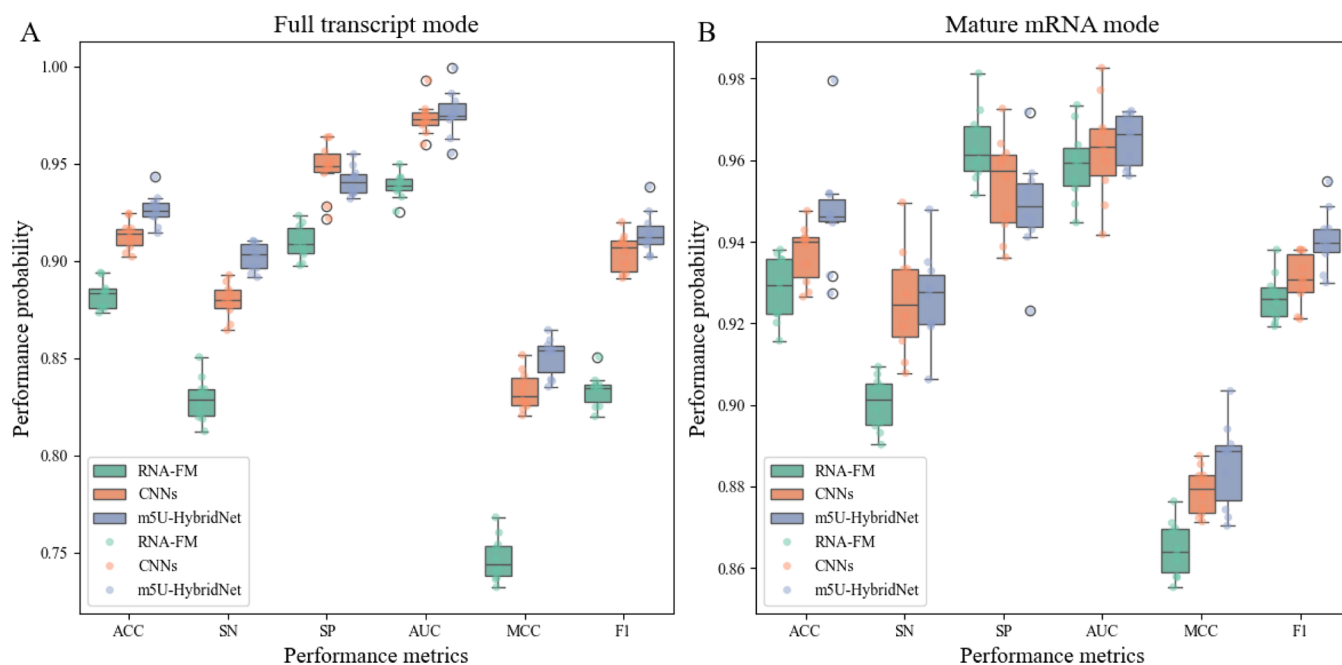 A
Full transcript mode
1.00
0.95
0.90
0.85
0.80
0.75
Performance probability
RNA-FM
CNNs
m5U-HybridNet
RNA-FM
CNNs
m5U-HybridNet
ACC
SN
SP
AUC
MCC
F1
Performance metrics
B
Mature mRNA mode
0.98
0.96
0.94
0.92
0.90
0.88
0.86
Performance probability
RNA-FM
CNNs
m5U-HybridNet
RNA-FM
CNNs
m5U-HybridNet
ACC
SN
SP
AUC
MCC
F1
Performance metrics